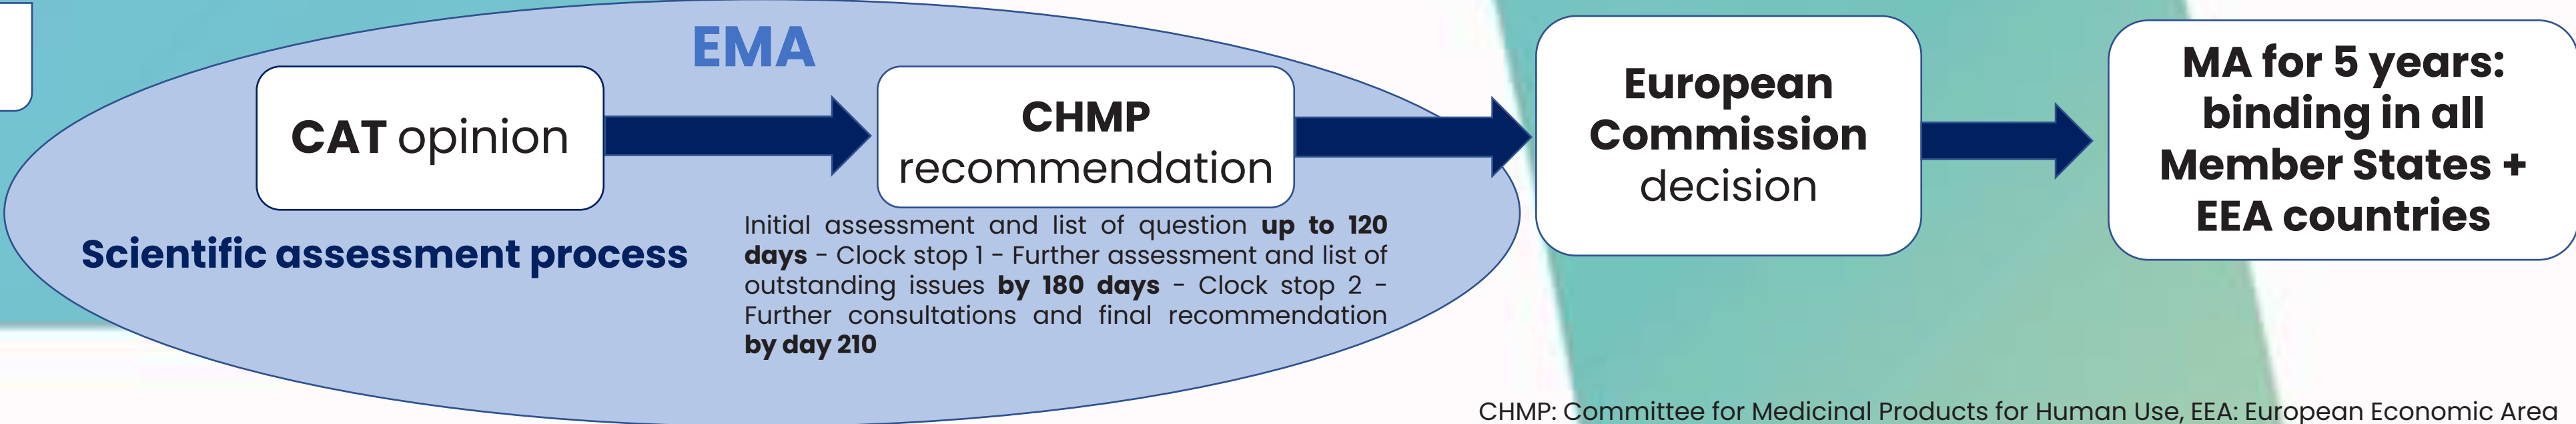 EMA
CAT opinion
CHMP
recommendation
Scientific assessment process
Initial assessment and list of question up to 120
days - Clock stop 1 - Further assessment and list of
outstanding issues by 180 days - Clock stop 2 -
Further consultations and final recommendation
by day 210
European
Commission
decision
MA for 5 years:
binding in all
Member States +
EEA countries
CHMP: Committee for Medicinal Products for Human Use, EEA: European Economic Area